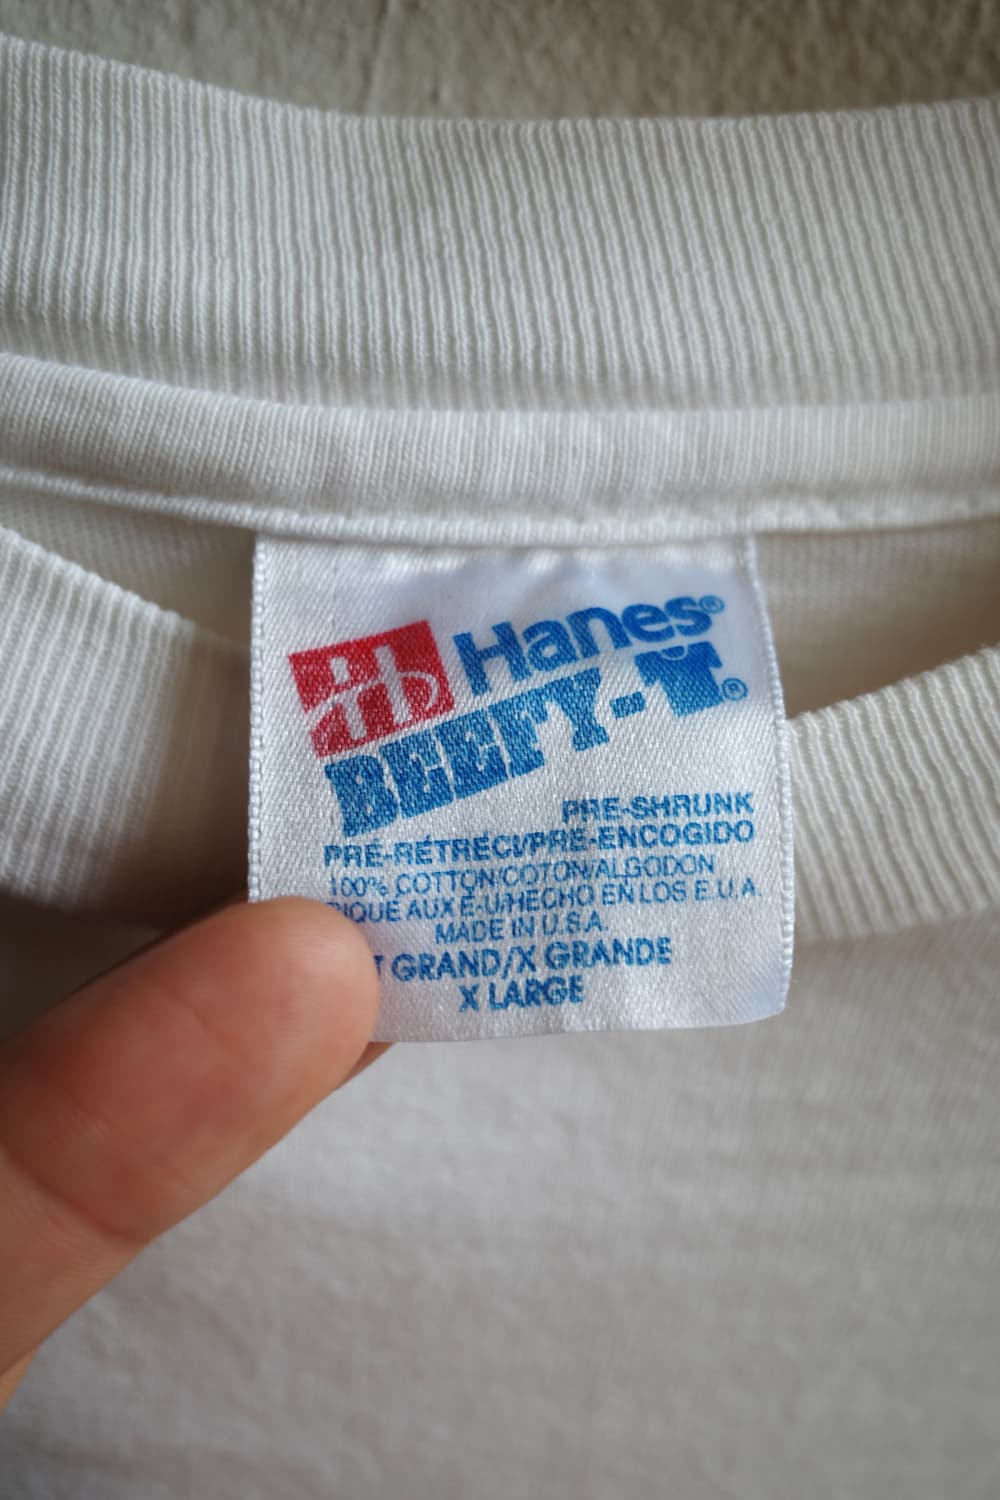 Hanes®
BEEFY-T.®
PRE-SHRUNK
PRÉ-RÉTRÉCI/PRE-ENCOGIDO
100% COTTON/COTON/ALGODON
AUX É-U/HECHO EN LOS E.U.A.
MADE IN U.S.A.
GRAND/X GRANDE
X LARGE